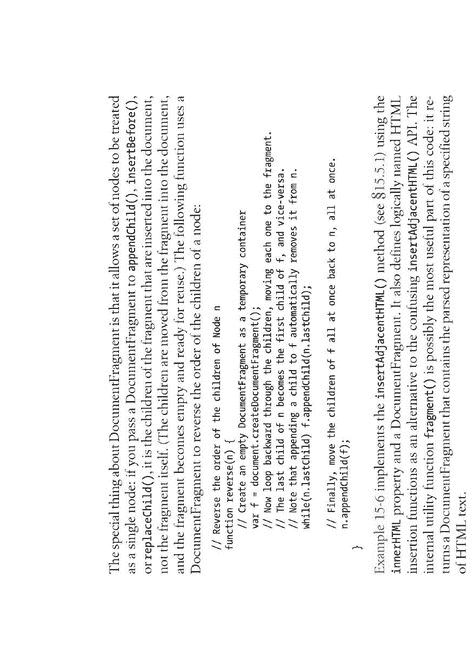 The special thing about DocumentFragment is that it allows a set of nodes to be treated
as a single node: if you pass a DocumentFragment to appendChild(), insertBefore(),
or replaceChild(), it is the children of the fragment that are inserted into the document,
not the fragment itself. (The children are moved from the fragment into the document,
and the fragment becomes empty and ready for reuse.) The following function uses a
DocumentFragment to reverse the order of the children of a node:
// Reverse the order of the children of Node n
function reverse(n) {
// Create an empty DocumentFragment as a temporary container
var f = document.createDocumentFragment();
// Now loop backward through the children, moving each one to the fragment.
// The last child of n becomes the first child of f, and vice-versa.
// Note that appending a child to f automatically removes it from n.
while(n.lastChild) f.appendChild(n.lastChild);
// Finally, move the children of f all at once back to n, all at once.
n.appendChild(f);
}
Example 15-6 implements the insertAdjacentHTML() method (see §15.5.1) using the
innerHTML property and a DocumentFragment. It also defines logically named HTML
insertion functions as an alternative to the confusing insertAdjacentHTML() API. The
internal utility function fragment() is possibly the most useful part of this code: it re-
turns a DocumentFragment that contains the parsed representation of a specified string
of HTML text.